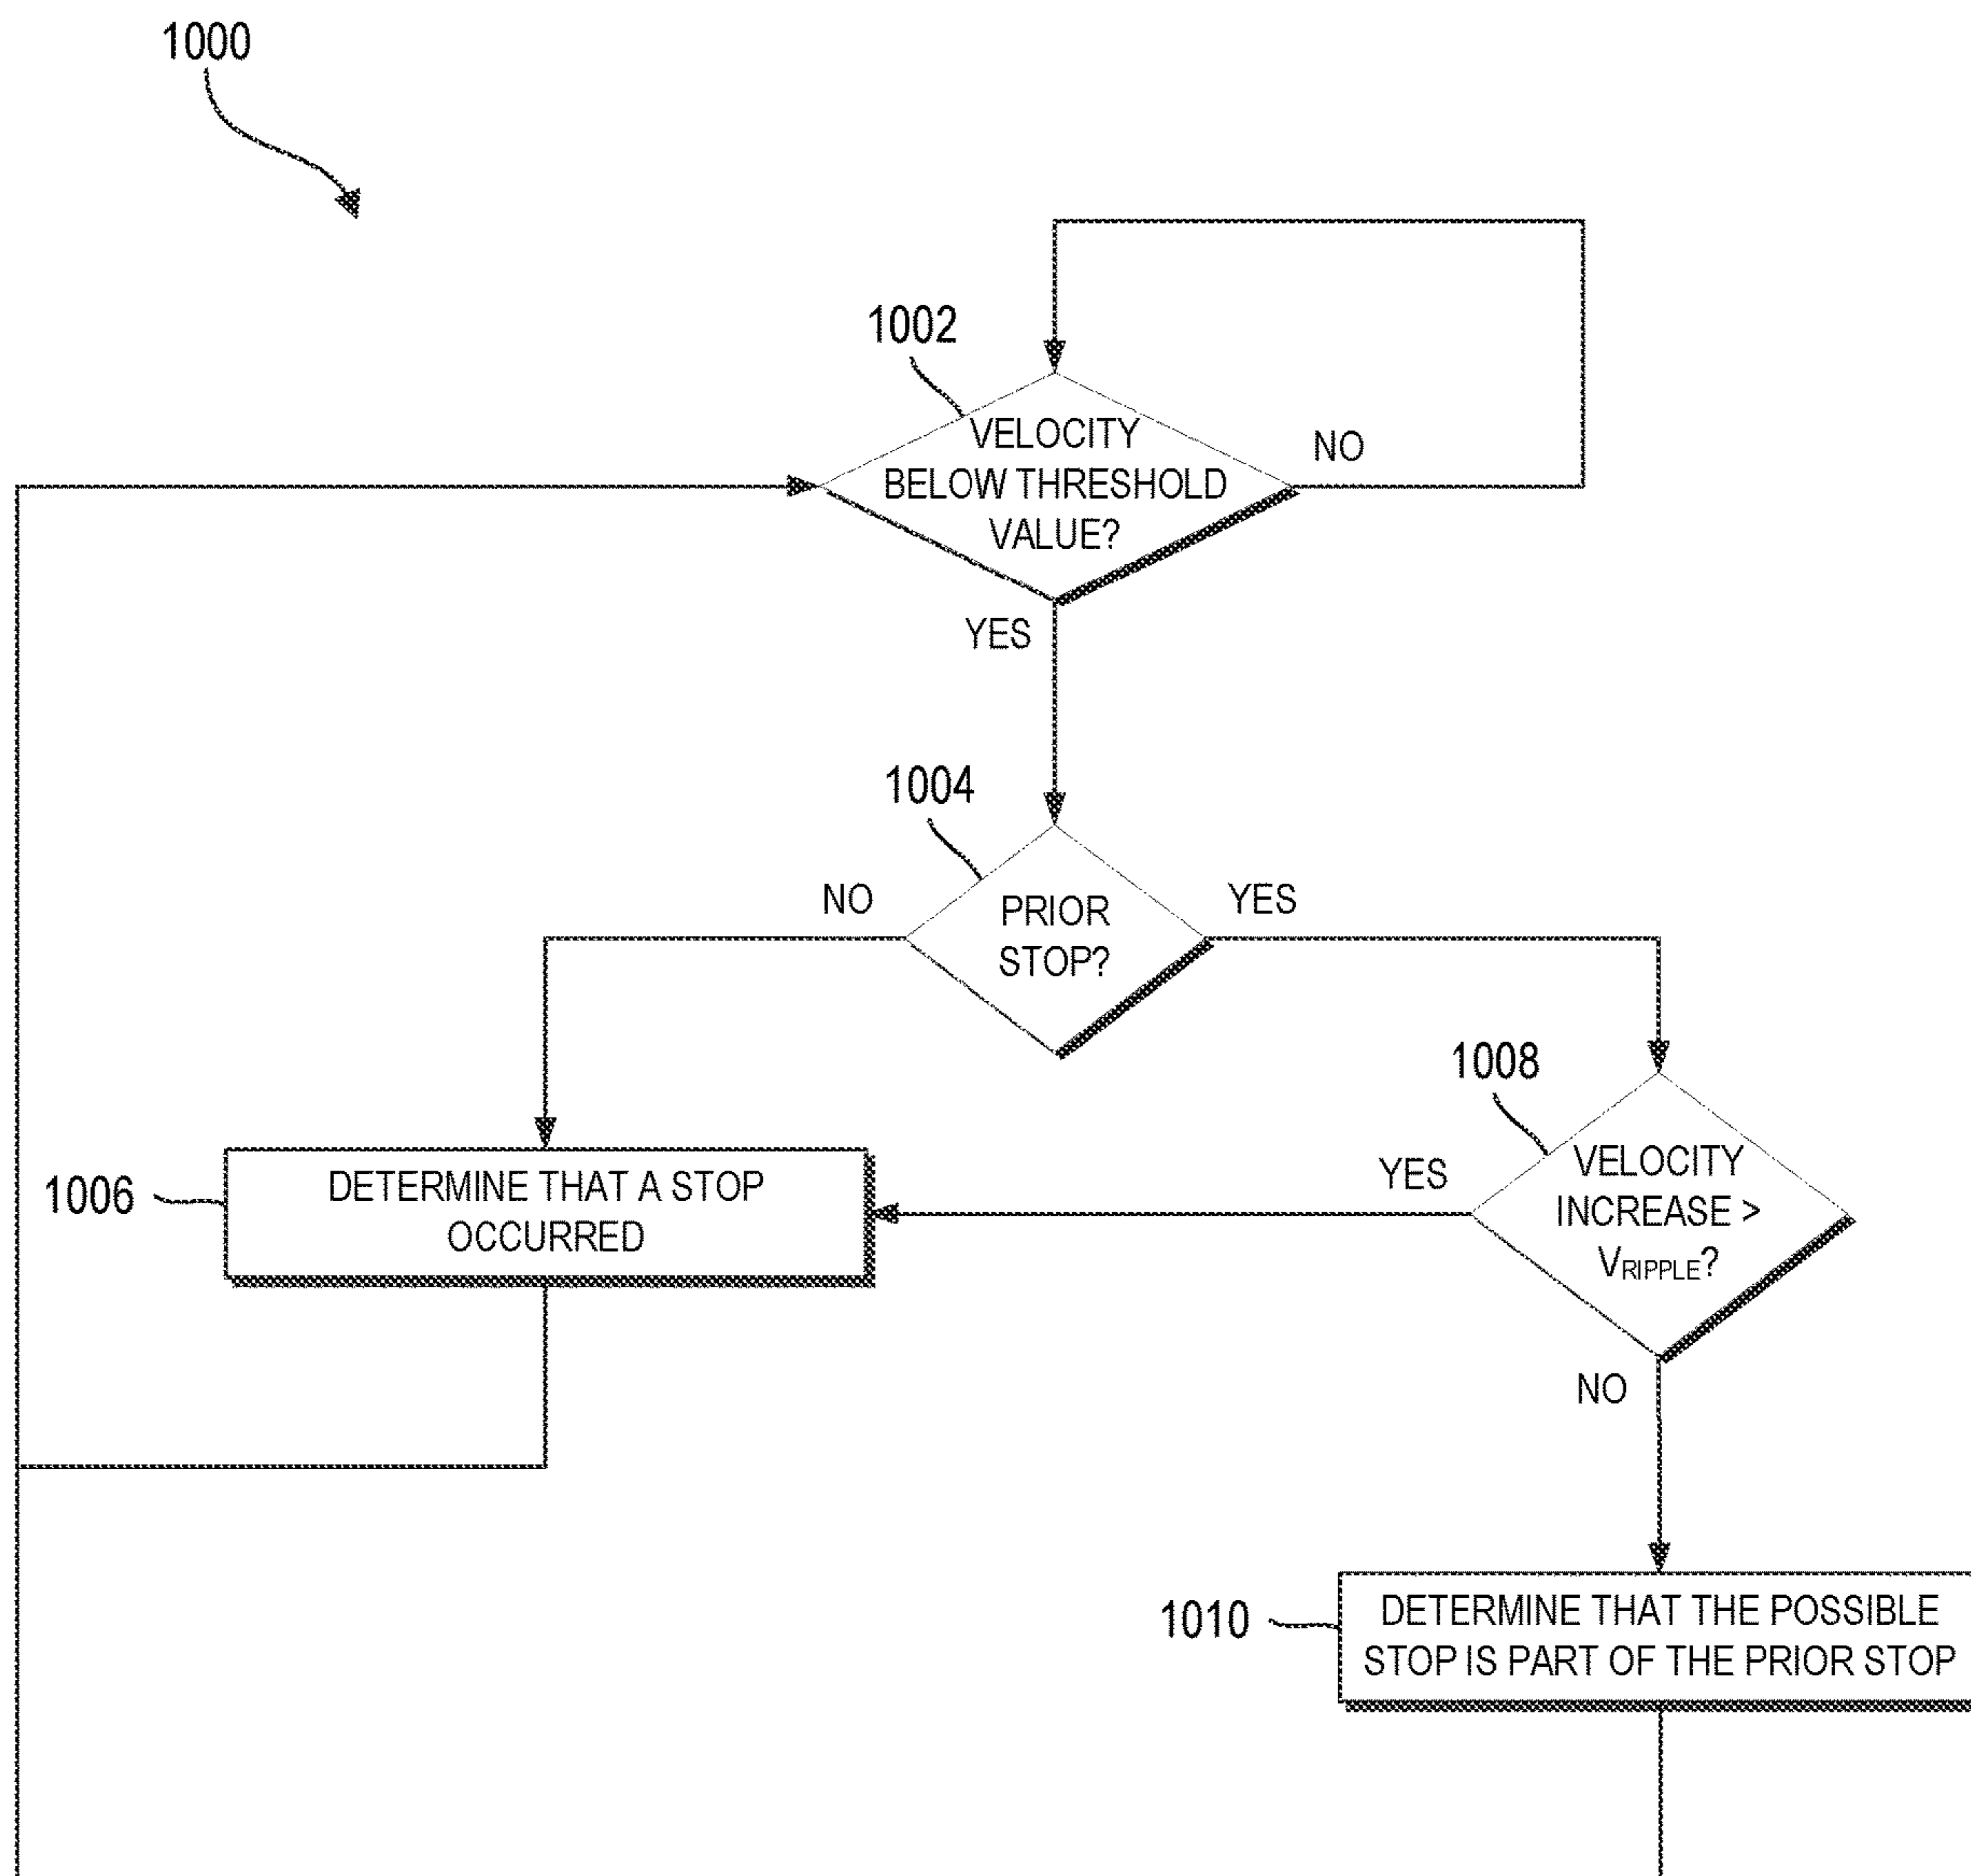 1000
1002
VELOCITY
BELOW THRESHOLD
VALUE?
NO
YES
1004
PRIOR
STOP?
NO
YES
1008
VELOCITY
INCREASE >
VRIPPLE?
YES
NO
1006
DETERMINE THAT A STOP
OCCURRED
1010
DETERMINE THAT THE POSSIBLE
STOP IS PART OF THE PRIOR STOP